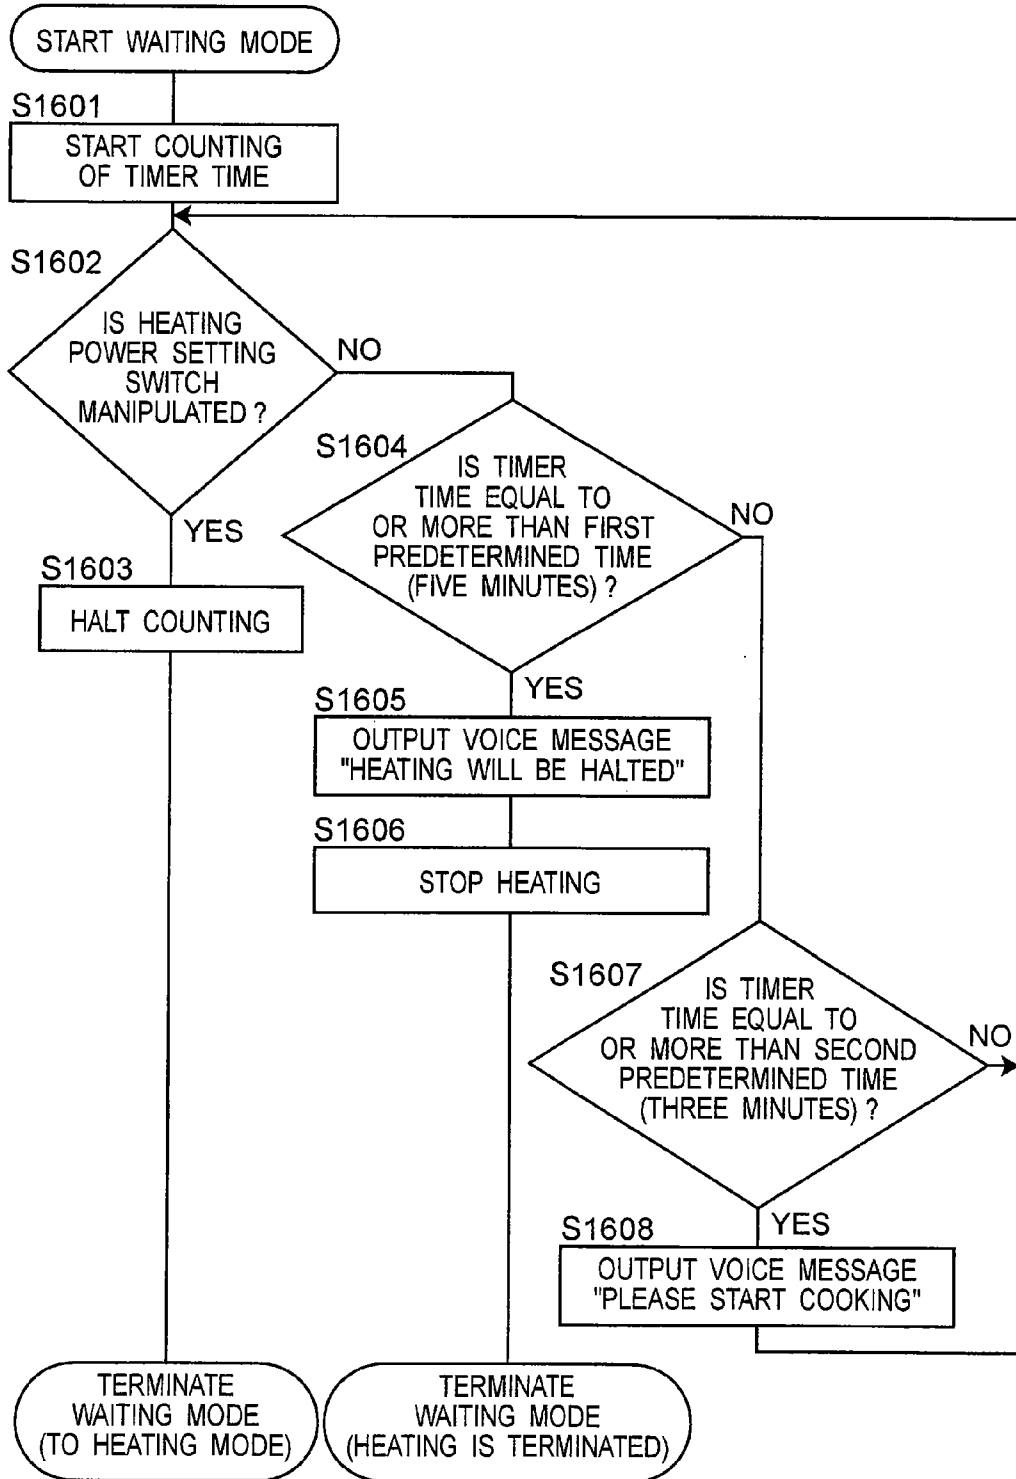 START WAITING MODE
S1601
START COUNTING
OF TIMER TIME
S1602
IS HEATING
POWER SETTING
SWITCH
MANIPULATED ?
NO
YES
S1603
HALT COUNTING
S1604
IS TIMER
TIME EQUAL TO
OR MORE THAN FIRST
PREDETERMINED TIME
(FIVE MINUTES) ?
NO
YES
S1605
OUTPUT VOICE MESSAGE
"HEATING WILL BE HALTED"
S1606
STOP HEATING
S1607
IS TIMER
TIME EQUAL TO
OR MORE THAN SECOND
PREDETERMINED TIME
(THREE MINUTES) ?
NO
YES
S1608
OUTPUT VOICE MESSAGE
"PLEASE START COOKING"
TERMINATE
WAITING MODE
(TO HEATING MODE)
TERMINATE
WAITING MODE
(HEATING IS TERMINATED)